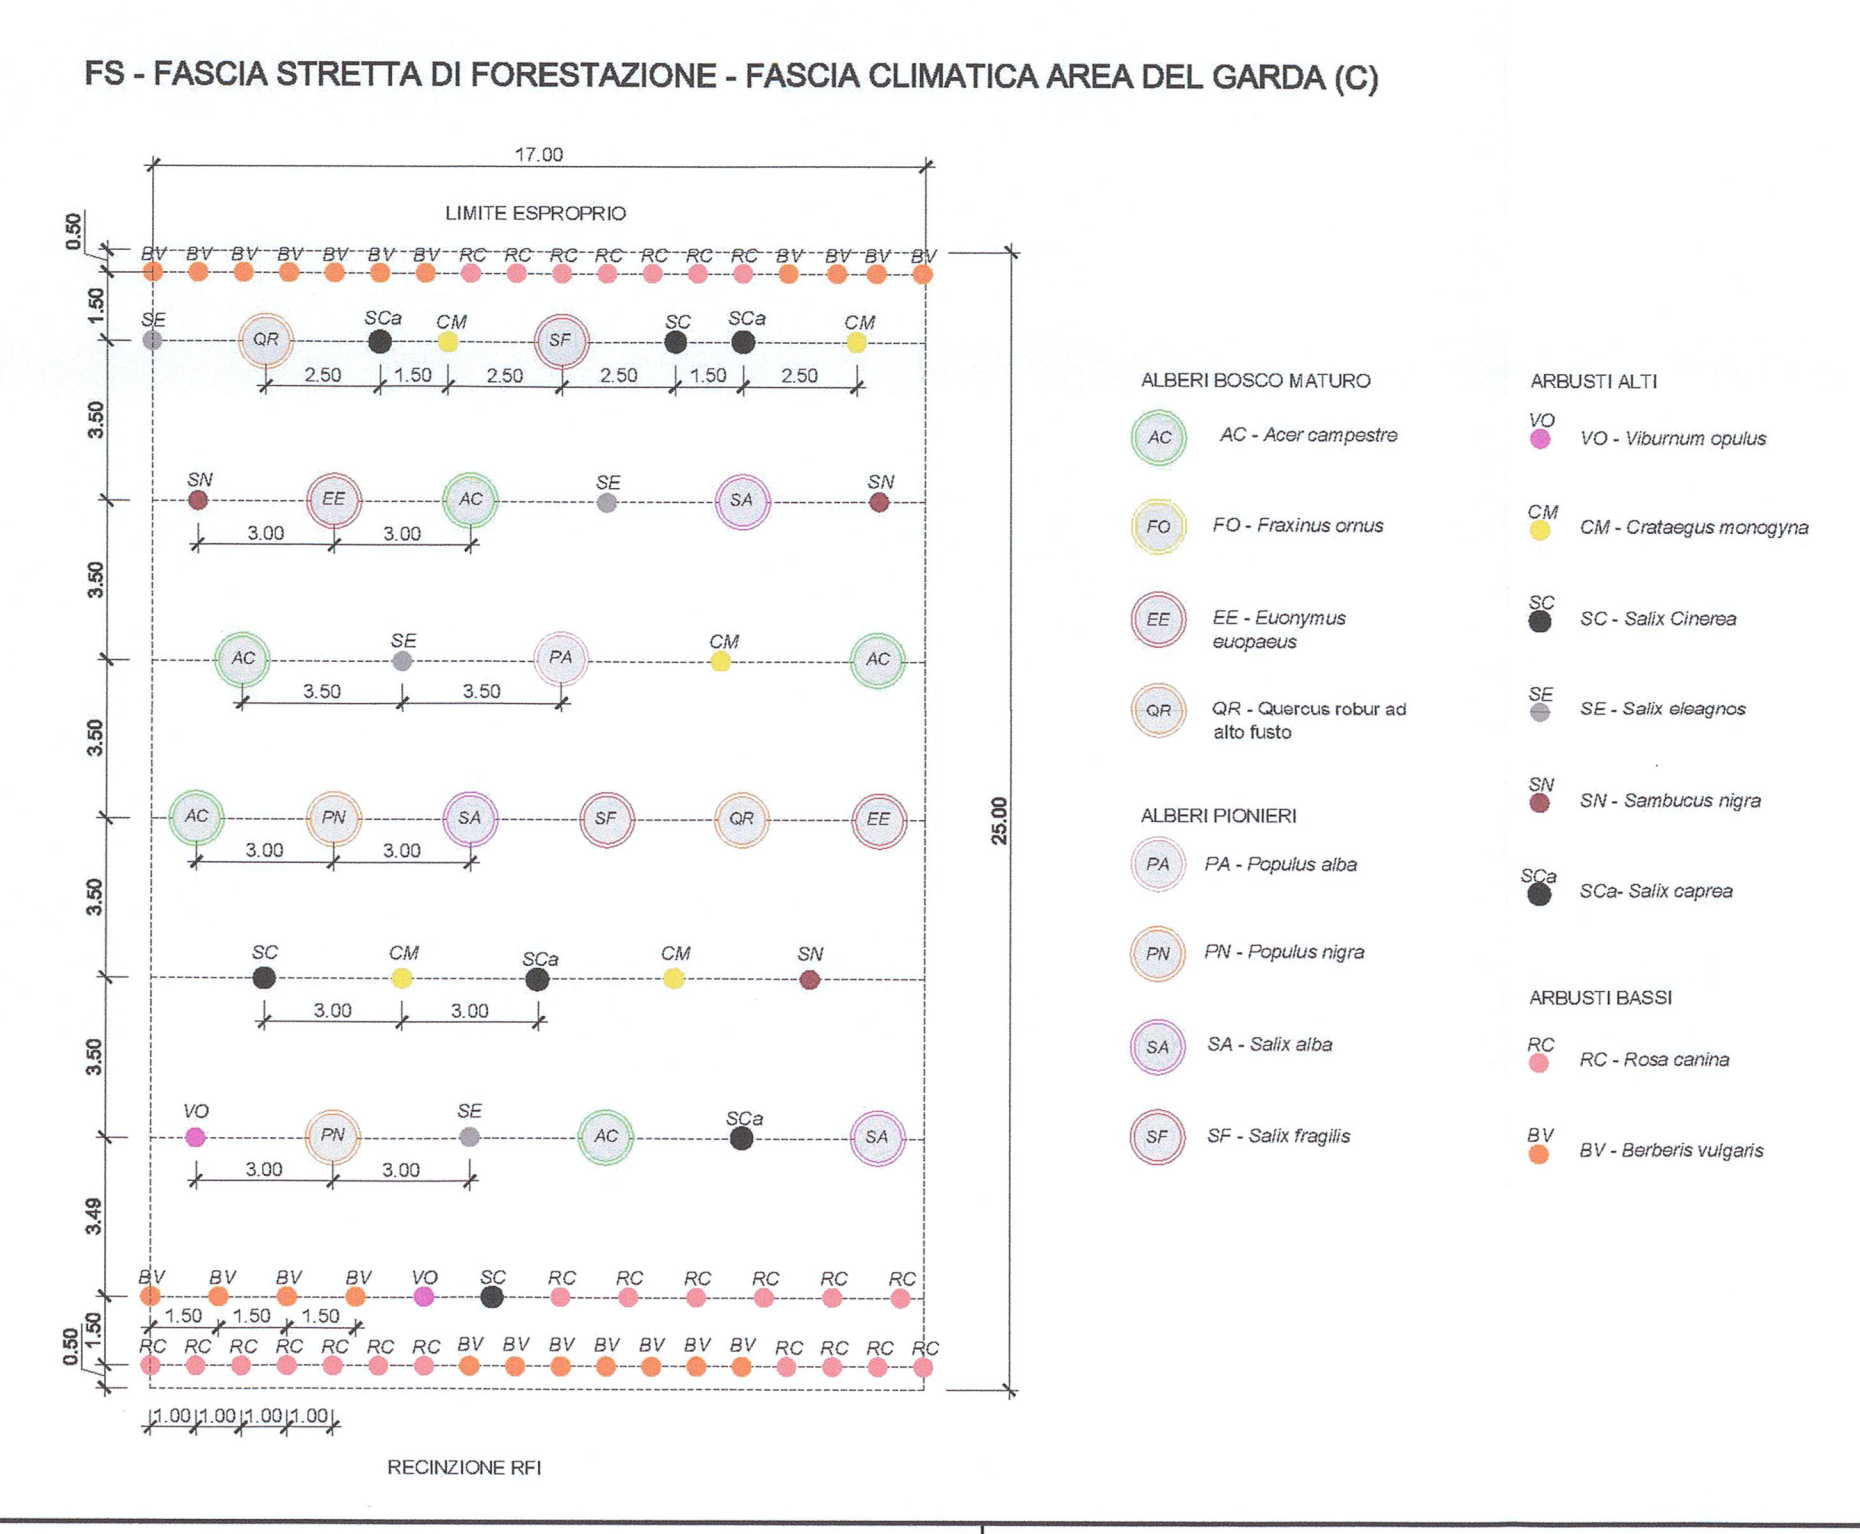 FS - FASCIA STRETTA DI FORESTAZIONE - FASCIA CLIMATICA AREA DEL GARDA (C)
17.00
LIMITE ESPROPRIO
0.50
BV BV BV BV BV BV BV RC RC RC RC RC RC RC BV BV BV BV
1.50
SE QR SCa CM SF SC SCa CM
2.50 1.50 2.50 2.50 1.50 2.50
3.50
SN EE AC SE SA SN
3.00 3.00
3.50
AC SE PA CM AC
3.50 3.50
3.50
AC PN SA SF QR EE
3.00 3.00
25.00
3.50
SC CM SCa CM SN
3.00 3.00
3.50
VO PN SE AC SCa SA
3.00 3.00
3.49
BV BV BV BV VO SC RC RC RC RC RC RC
1.50 1.50 1.50
1.50
RC RC RC RC RC RC RC BV BV BV BV BV BV BV RC RC RC RC
0.50
1.00 1.00 1.00 1.00
RECINZIONE RFI
ALBERI BOSCO MATURO
AC AC - Acer campestre
FO FO - Fraxinus ornus
EE EE - Euonymus
euopaeus
QR QR - Quercus robur ad
alto fusto
ALBERI PIONIERI
PA PA - Populus alba
PN PN - Populus nigra
SA SA - Salix alba
SF SF - Salix fragilis
ARBUSTI ALTI
VO VO - Viburnum opulus
CM CM - Crataegus monogyna
SC SC - Salix Cinerea
SE SE - Salix eleagnos
SN SN - Sambucus nigra
SCa SCa- Salix caprea
ARBUSTI BASSI
RC RC - Rosa canina
BV BV - Berberis vulgaris